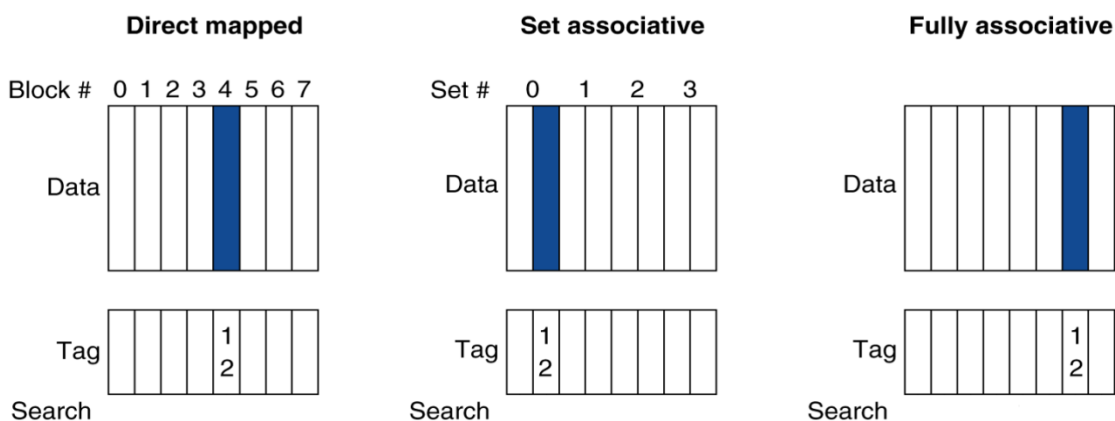 Direct mapped
Block # 0 1 2 3 4 5 6 7
Data
Tag
1
2
Search
Set associative
Set # 0 1 2 3
Data
Tag
1
2
Search
Fully associative
Data
Tag
1
2
Search